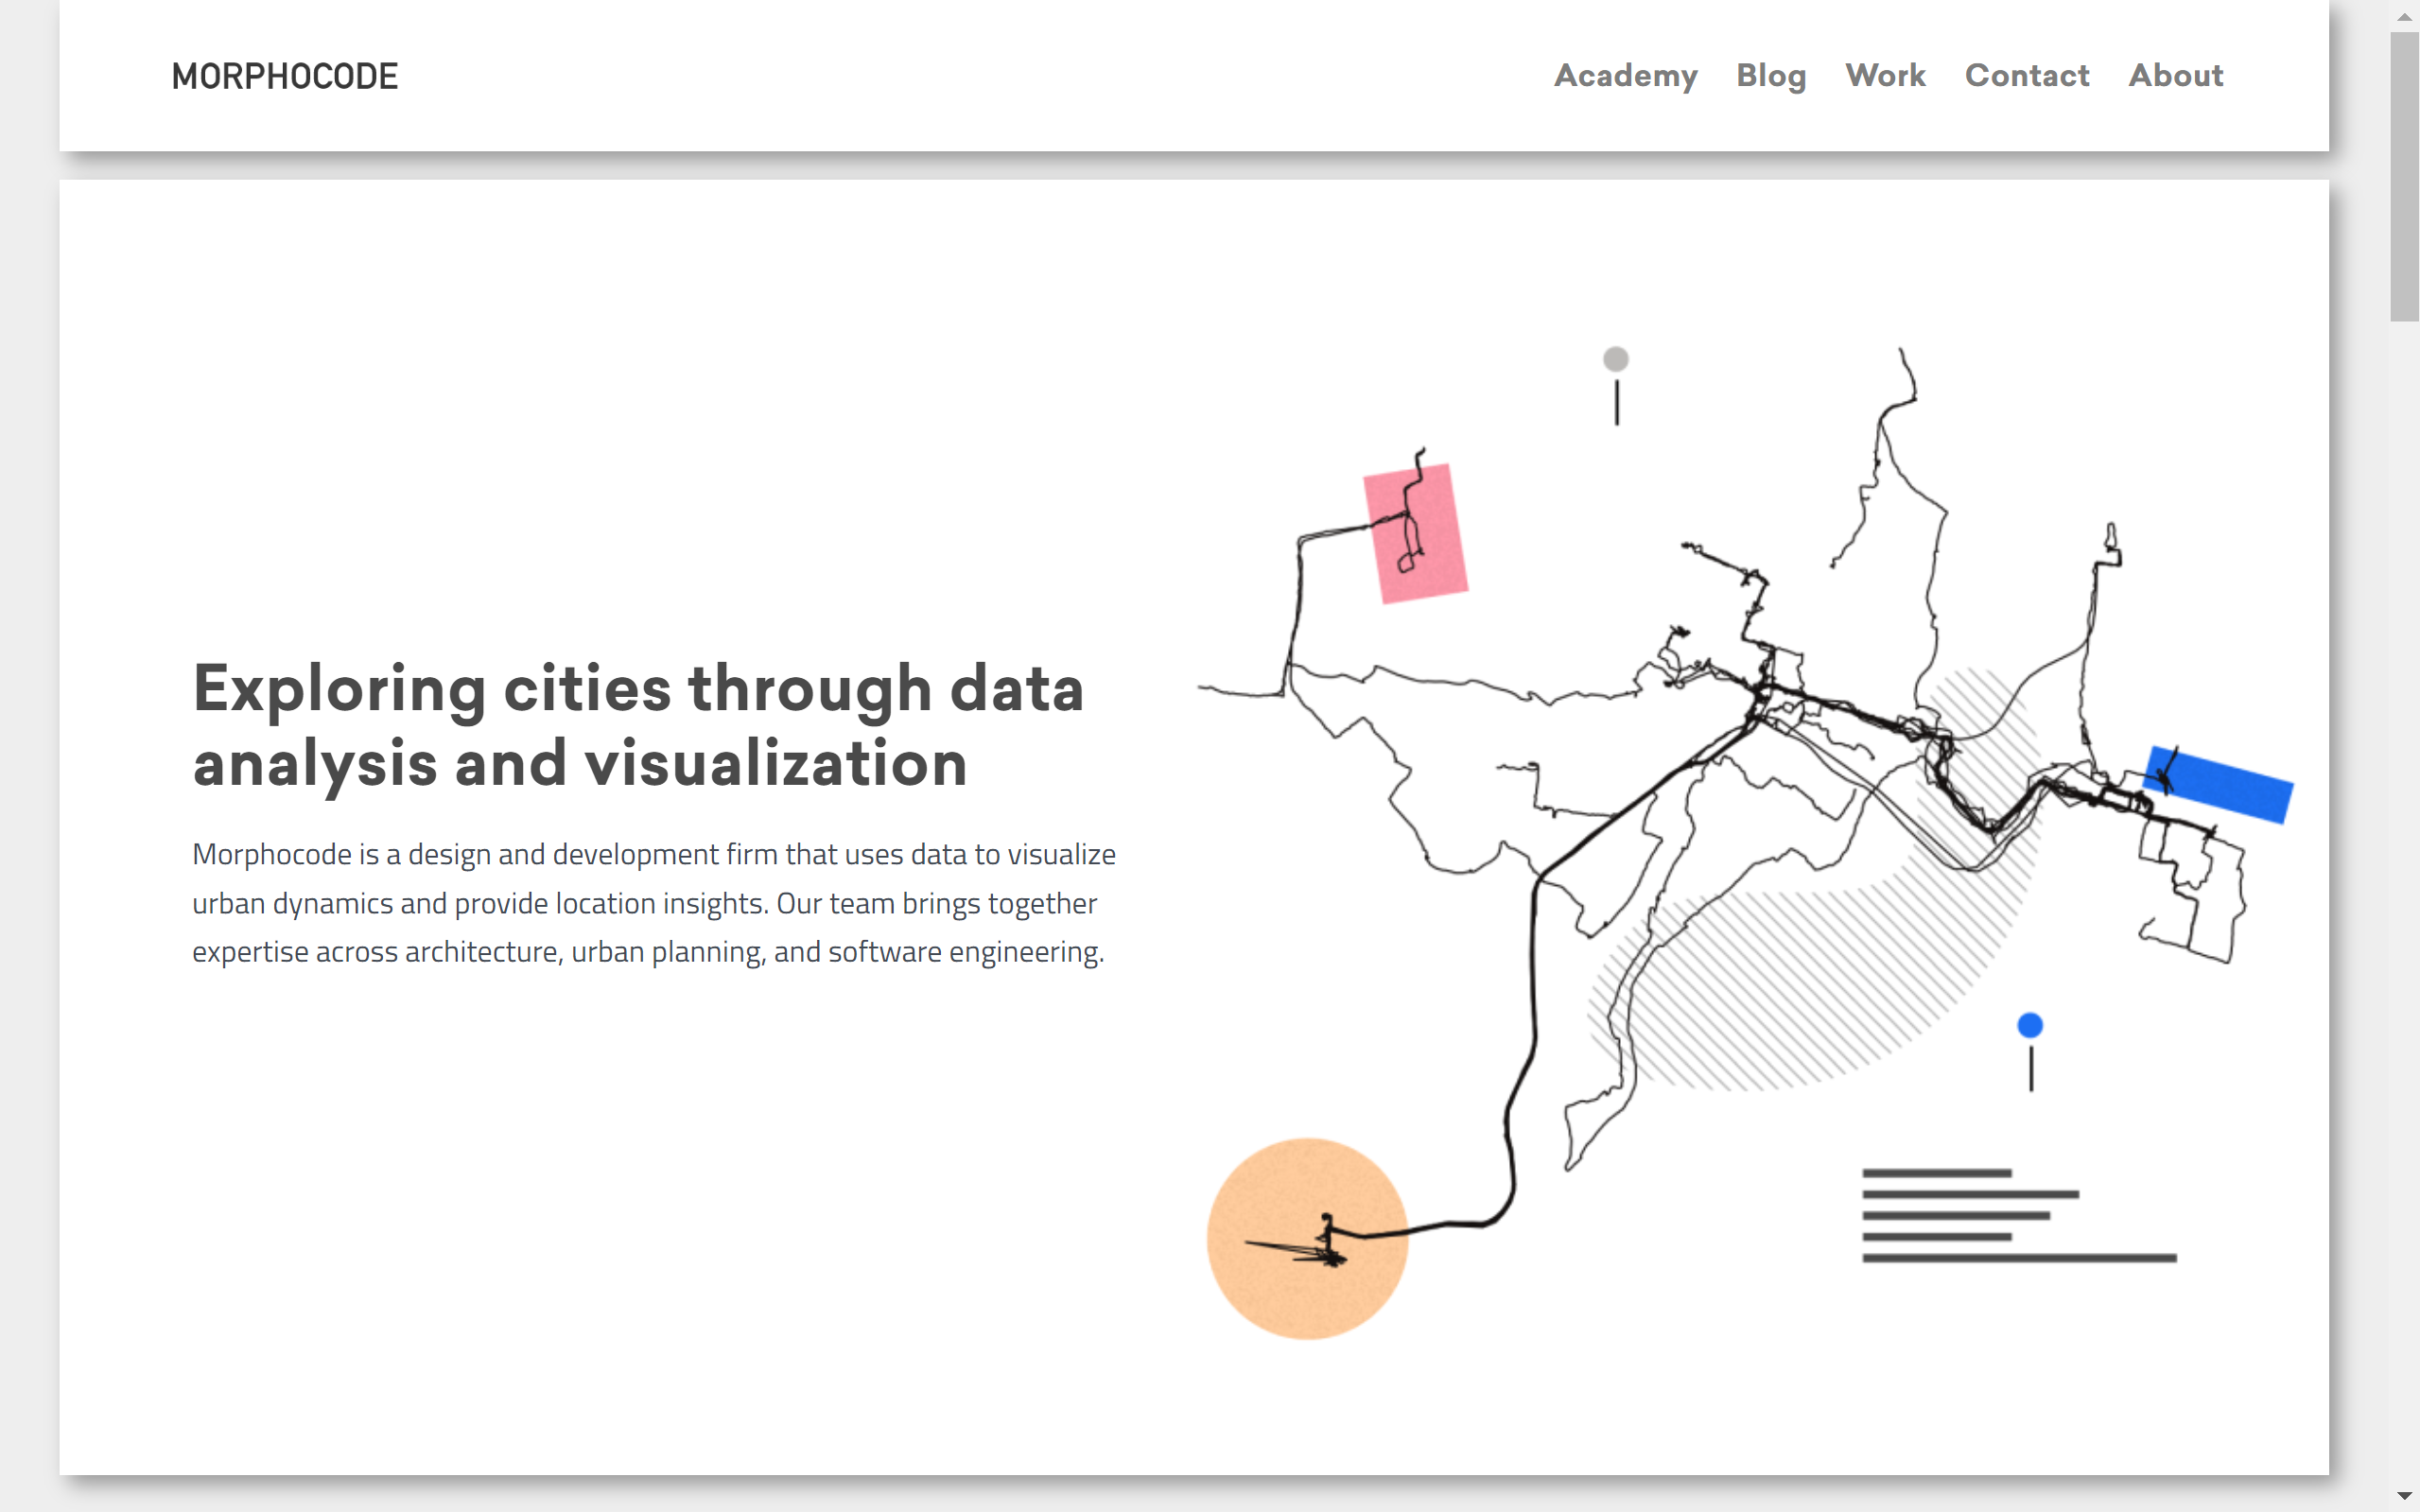 MORPHOCODE
Academy Blog Work Contact About
Exploring cities through data
analysis and visualization
Morphocode is a design and development firm that uses data to visualize
urban dynamics and provide location insights. Our team brings together
expertise across architecture, urban planning, and software engineering.